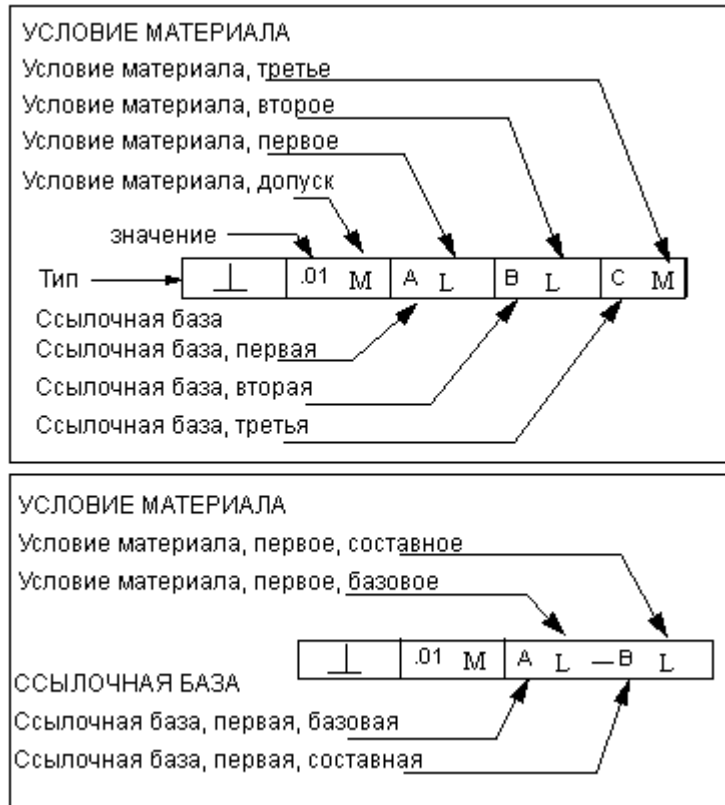 УСЛОВИЕ МАТЕРИАЛА
Условие материала, третье
Условие материала, второе
Условие материала, первое
Условие материала, допуск
значение
Тип
.01 M A L B L C M
Ссылочная база
Ссылочная база, первая
Ссылочная база, вторая
Ссылочная база, третья
УСЛОВИЕ МАТЕРИАЛА
Условие материала, первое, составное
Условие материала, первое, базовое
.01 M A L — B L
ССЫЛОЧНАЯ БАЗА
Ссылочная база, первая, базовая
Ссылочная база, первая, составная